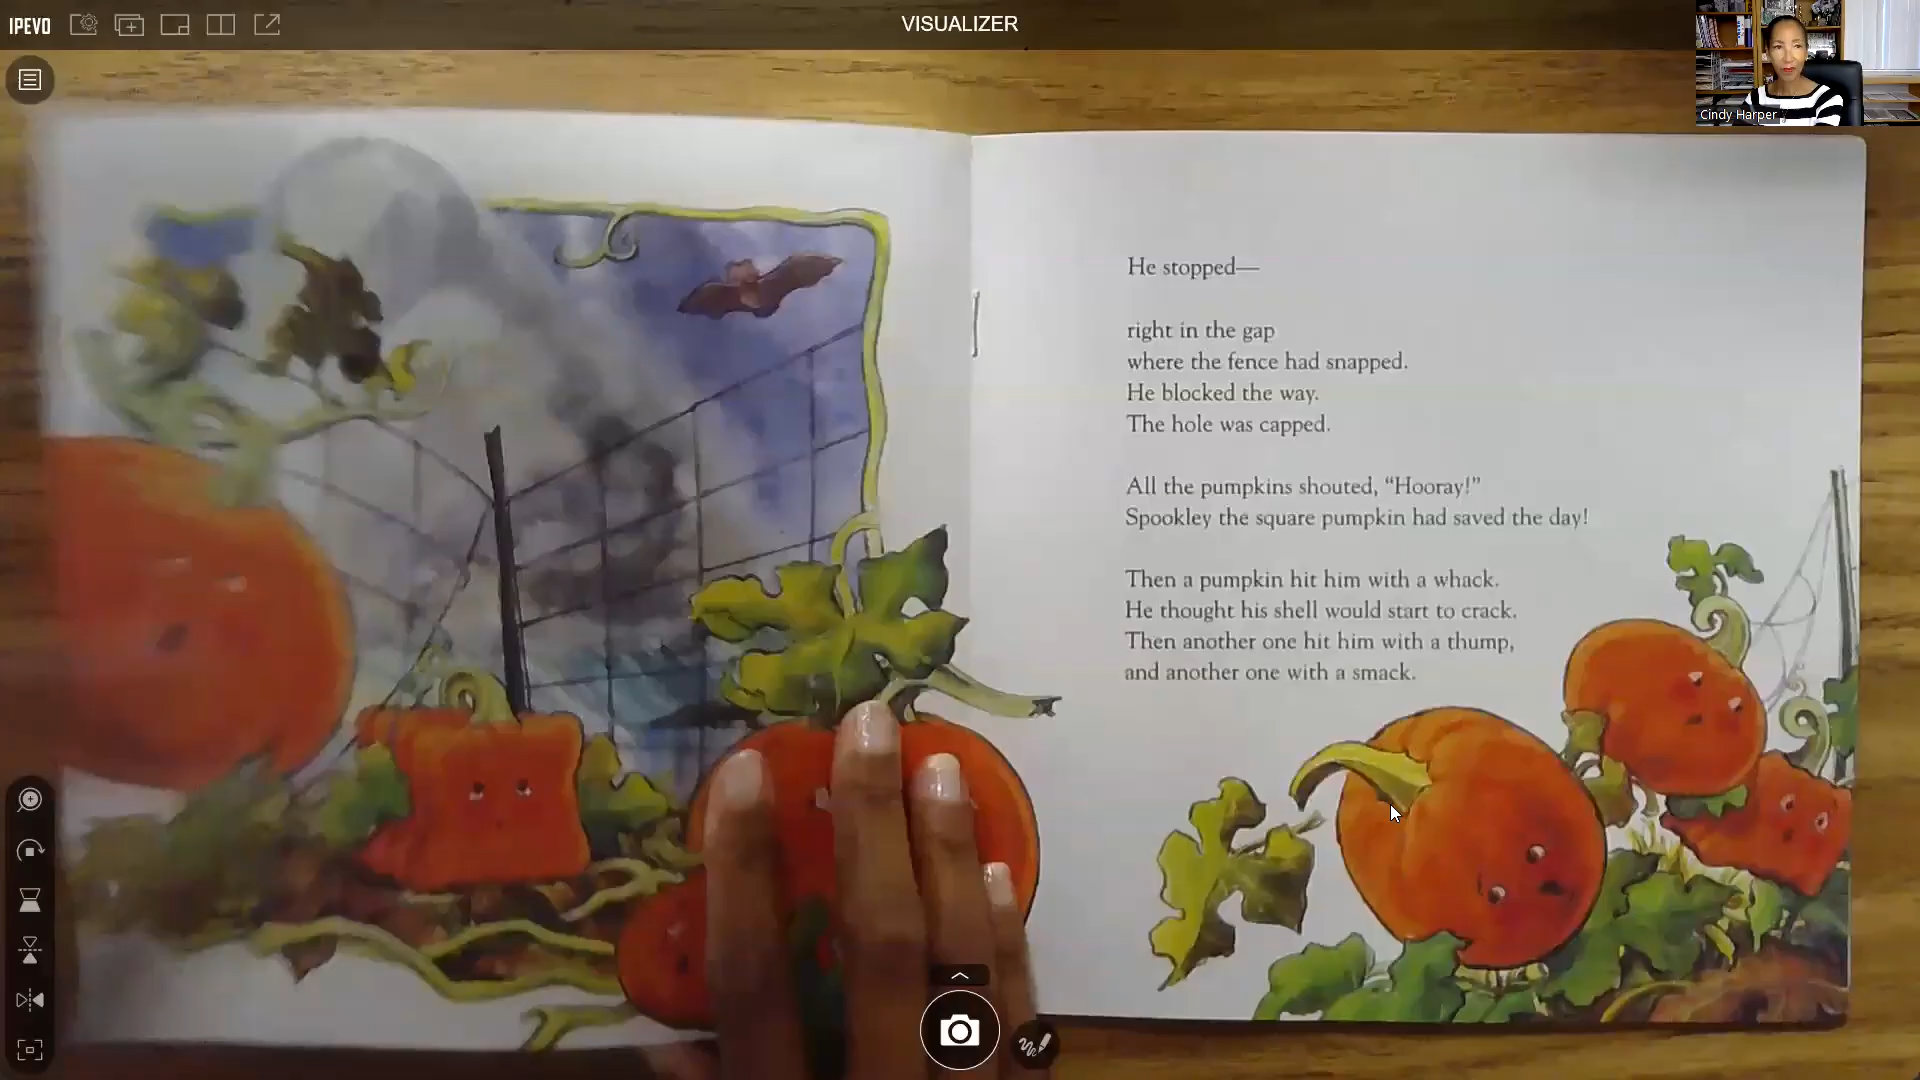 IPEVO
VISUALIZER
Cindy Harper
He stopped—
right in the gap
where the fence had snapped.
He blocked the way.
The hole was capped.
All the pumpkins shouted, “Hooray!”
Spookley the square pumpkin had saved the day!
Then a pumpkin hit him with a whack.
He thought his shell would start to crack.
Then another one hit him with a thump,
and another one with a smack.